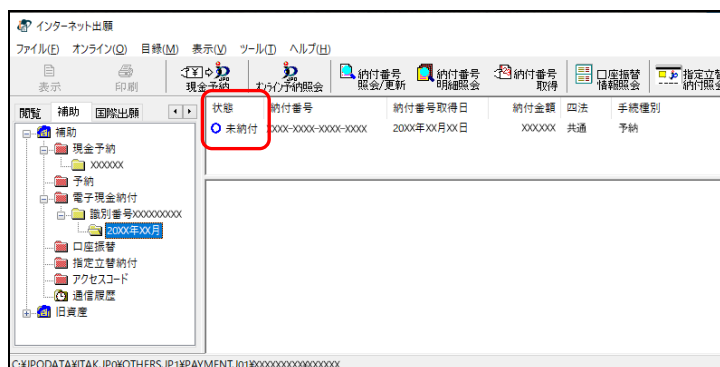 インターネット出願
ファイル(F) オンライン(O) 目録(M) 表示(V) ツール(T) ヘルプ(H)
表示 印刷 現金予納 オンライン予納照会 納付番号照会/更新 納付番号明細照会 納付番号取得 口座振替情報照会 指定立替納付照会
閲覧 補助 国際出願
状態 納付番号 納付番号取得日 納付金額 四法 手続種別
未納付 XXXX-XXXX-XXXX-XXXX 20XX年XX月XX日 XXXXXX 共通 予納
補助
現金予納
XXXXXX
予納
電子現金納付
識別番号XXXXXXXXX
20XX年XX月
口座振替
指定立替納付
アクセスコード
通信履歴
旧資産